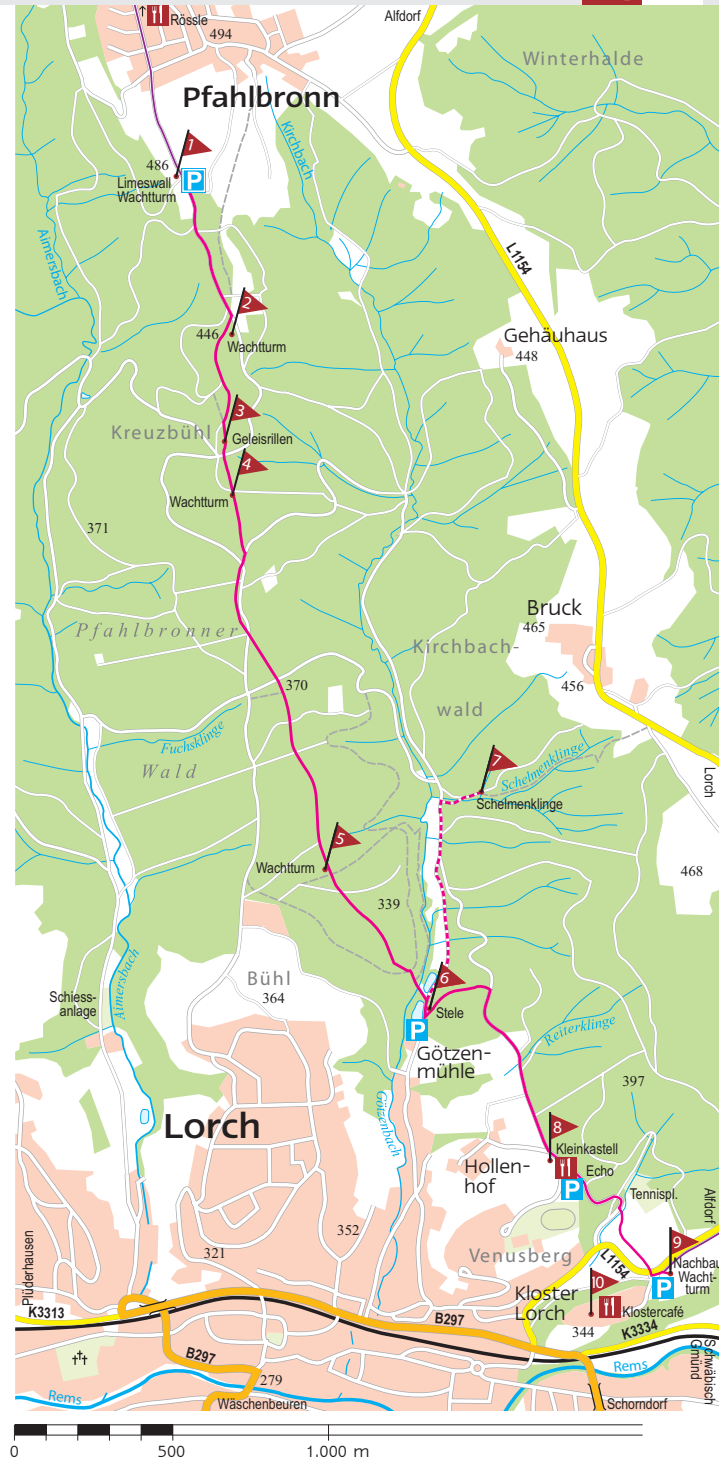 Rössle
494
Alfdorf
Winterhalde
Pfahlbronn
Kirchbach
1
486
P
Limeswall
Wachtturm
Aimersbach
L1154
2
446
Wachtturm
Gehäuhaus
448
3
Kreuzbühl
Geleisrillen
4
Wachtturm
371
Bruck
465
Pfahlbronner
Kirchbach-
wald
370
456
Fuchsklinge
Wald
7
Schelmenklinge
Schelmenklinge
Lorch
5
Wachtturm
468
339
6
Bühl
364
Stele
Schiess-
anlage
Aimersbach
P
Götzen-
mühle
Reiterklinge
397
Götzenbach
Lorch
8
Kleinkastell
Echo
P
Hollen-
hof
Tennispl.
Alfdorf
352
321
Venusberg
9
Nachbau
Wacht-
turm
L1154
P
Plüderhausen
Kloster
Lorch
10
Klostercafé
344
K3313
B297
K3334
B297
279
Rems
Rems
Wäschenbeuren
Schorndorf
Schwäbisch
Gmünd
0 500 1.000 m